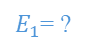 E₁= ?